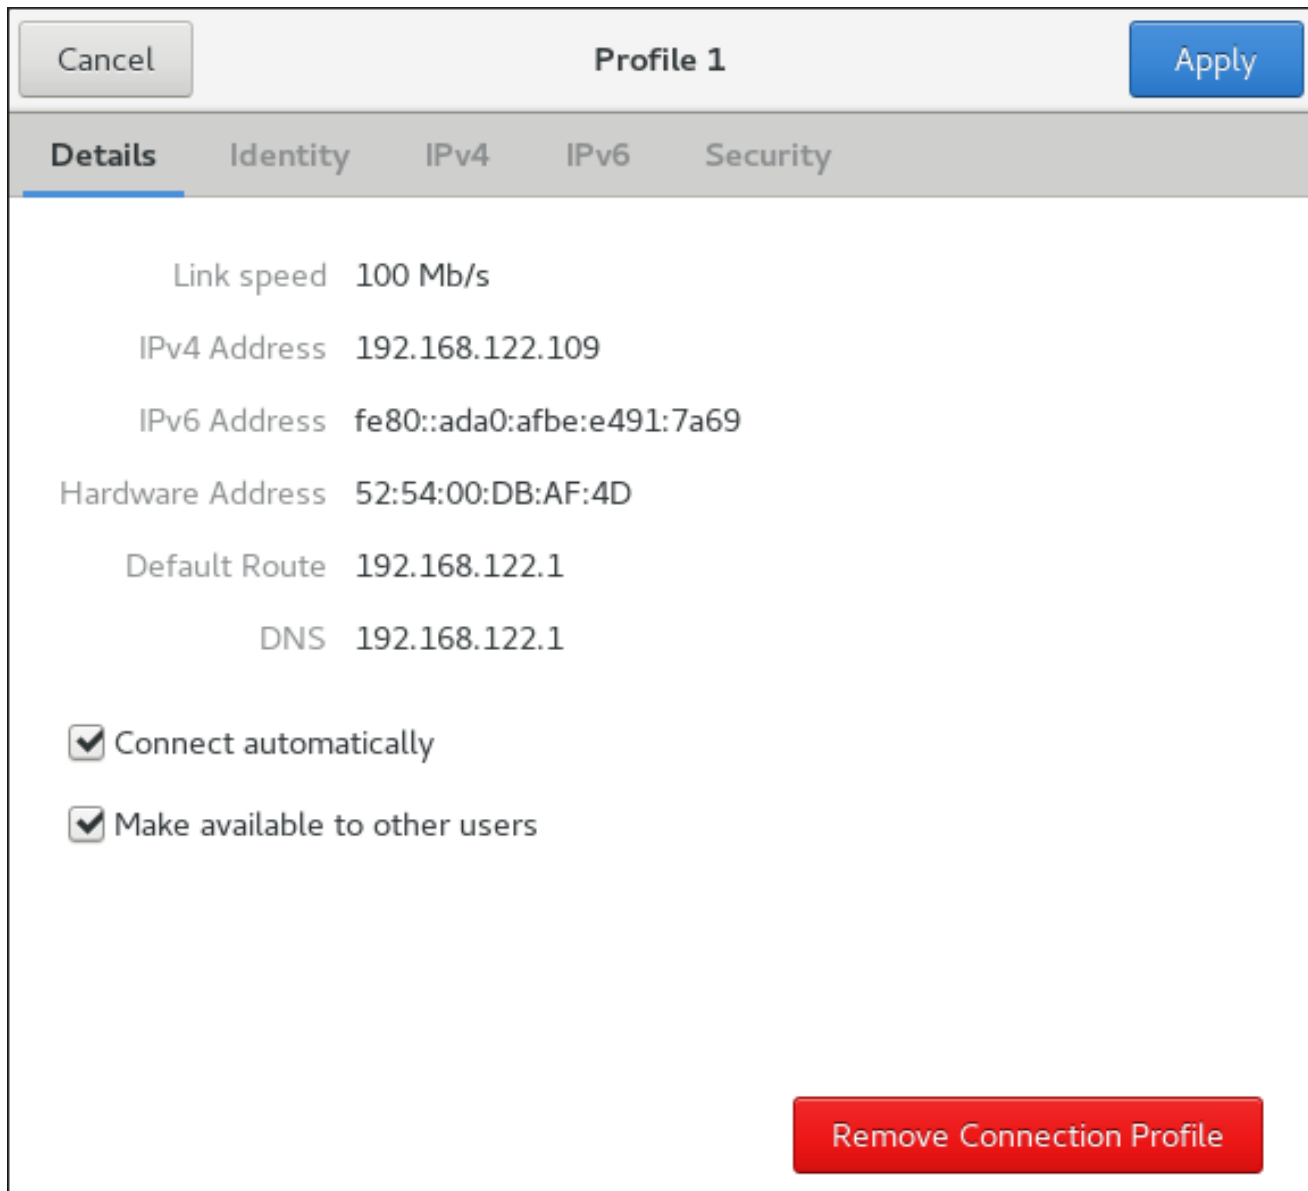 Cancel Profile 1 Apply
Details Identity IPv4 IPv6 Security
Link speed 100 Mb/s
IPv4 Address 192.168.122.109
IPv6 Address fe80::ada0:afbe:e491:7a69
Hardware Address 52:54:00:DB:AF:4D
Default Route 192.168.122.1
DNS 192.168.122.1
Connect automatically
Make available to other users
Remove Connection Profile